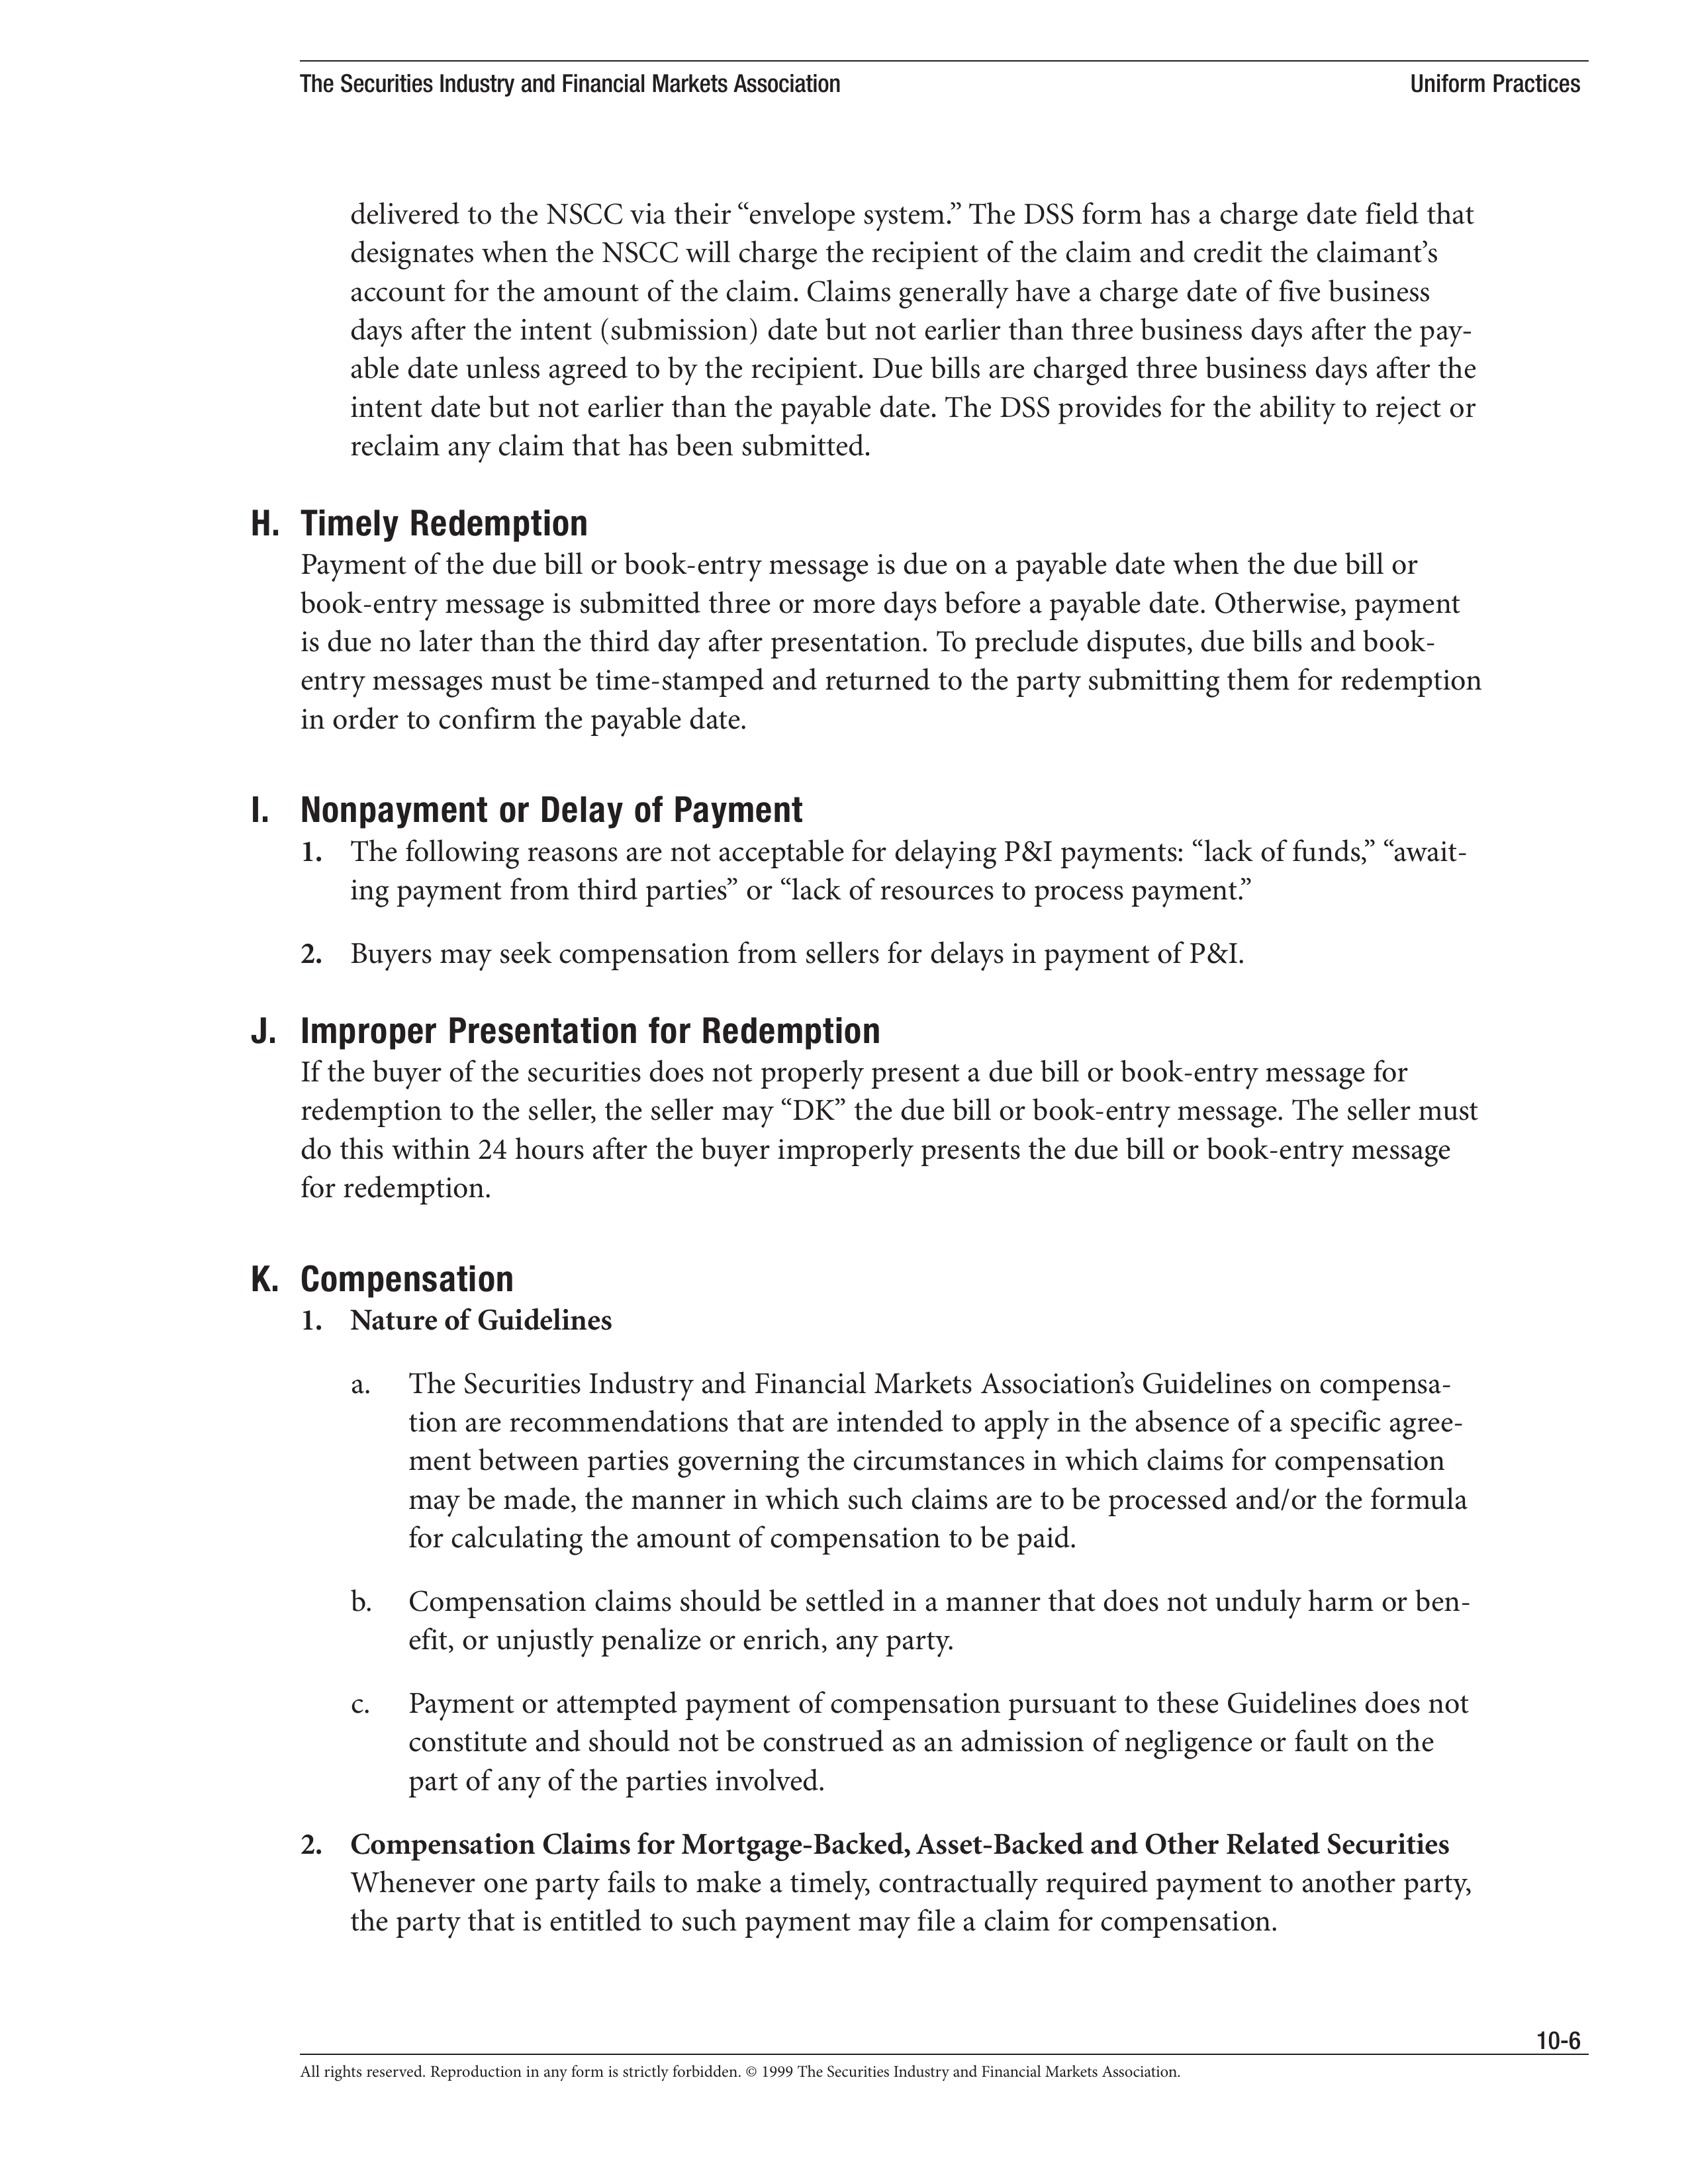 The Securities Industry and Financial Markets Association
Uniform Practices
delivered to the NSCC via their “envelope system.” The DSS form has a charge date field that
designates when the NSCC will charge the recipient of the claim and credit the claimant’s
account for the amount of the claim. Claims generally have a charge date of five business
days after the intent (submission) date but not earlier than three business days after the pay-
able date unless agreed to by the recipient. Due bills are charged three business days after the
intent date but not earlier than the payable date. The DSS provides for the ability to reject or
reclaim any claim that has been submitted.
H. Timely Redemption
Payment of the due bill or book-entry message is due on a payable date when the due bill or
book-entry message is submitted three or more days before a payable date. Otherwise, payment
is due no later than the third day after presentation. To preclude disputes, due bills and book-
entry messages must be time-stamped and returned to the party submitting them for redemption
in order to confirm the payable date.
I. Nonpayment or Delay of Payment
1. The following reasons are not acceptable for delaying P&I payments: “lack of funds,” “await-
ing payment from third parties” or “lack of resources to process payment.”
2. Buyers may seek compensation from sellers for delays in payment of P&I.
J. Improper Presentation for Redemption
If the buyer of the securities does not properly present a due bill or book-entry message for
redemption to the seller, the seller may “DK” the due bill or book-entry message. The seller must
do this within 24 hours after the buyer improperly presents the due bill or book-entry message
for redemption.
K. Compensation
1. Nature of Guidelines
a. The Securities Industry and Financial Markets Association’s Guidelines on compensa-
tion are recommendations that are intended to apply in the absence of a specific agree-
ment between parties governing the circumstances in which claims for compensation
may be made, the manner in which such claims are to be processed and/or the formula
for calculating the amount of compensation to be paid.
b. Compensation claims should be settled in a manner that does not unduly harm or ben-
efit, or unjustly penalize or enrich, any party.
c. Payment or attempted payment of compensation pursuant to these Guidelines does not
constitute and should not be construed as an admission of negligence or fault on the
part of any of the parties involved.
2. Compensation Claims for Mortgage-Backed, Asset-Backed and Other Related Securities
Whenever one party fails to make a timely, contractually required payment to another party,
the party that is entitled to such payment may file a claim for compensation.
10-6
All rights reserved. Reproduction in any form is strictly forbidden. © 1999 The Securities Industry and Financial Markets Association.